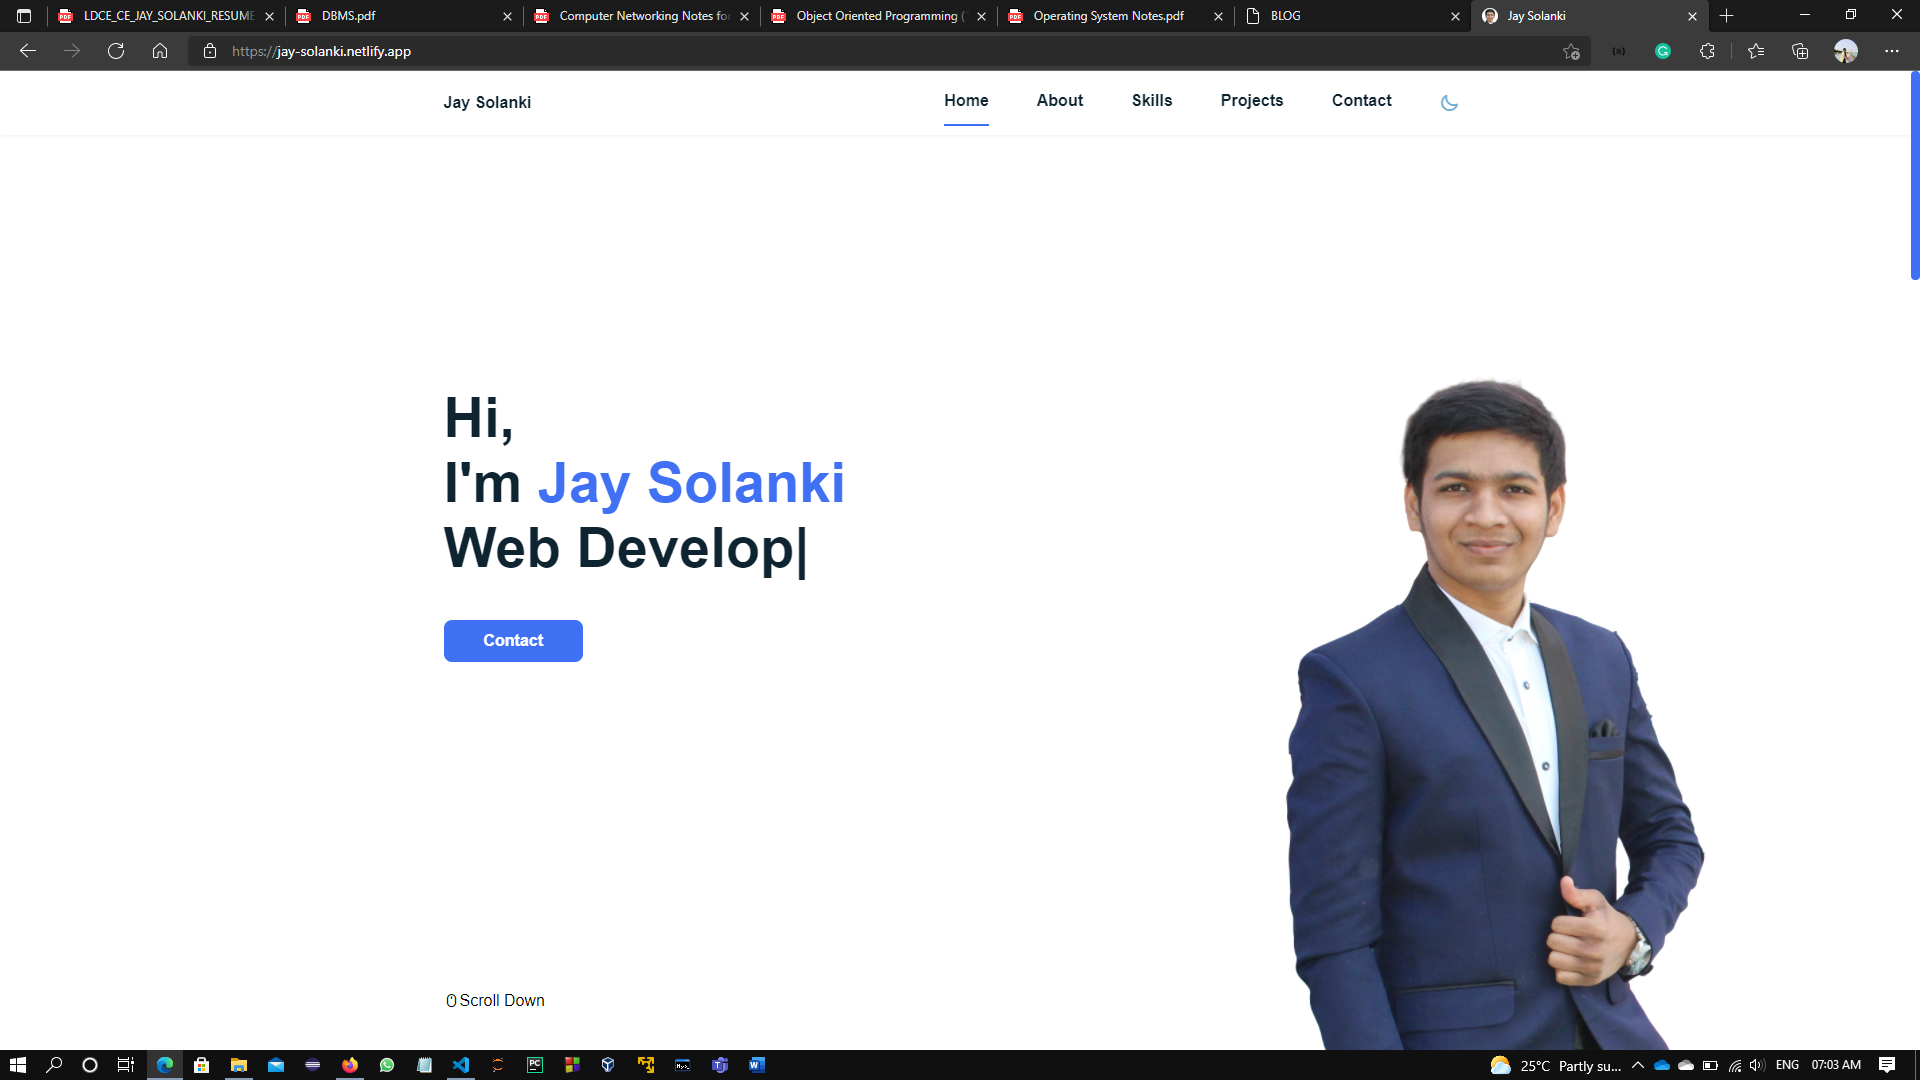 LDCE_CE_JAY_SOLANKI_RESUME
DBMS.pdf
Computer Networking Notes for
Object Oriented Programming (
Operating System Notes.pdf
BLOG
Jay Solanki
https://jay-solanki.netlify.app
Jay Solanki
Home
About
Skills
Projects
Contact
Hi,
I'm Jay Solanki
Web Develop|
Contact
Scroll Down
25°C Partly su...
ENG
07:03 AM